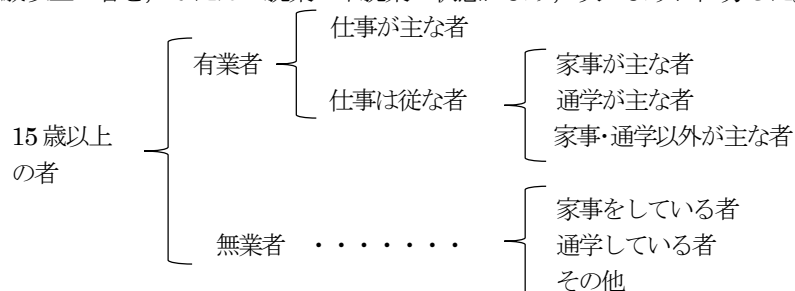 仕事が主な者
有業者
仕事は従な者
家事が主な者
通学が主な者
家事・通学以外が主な者
15歳以上
の者
無業者 ・・・・・・・
家事をしている者
通学している者
その他